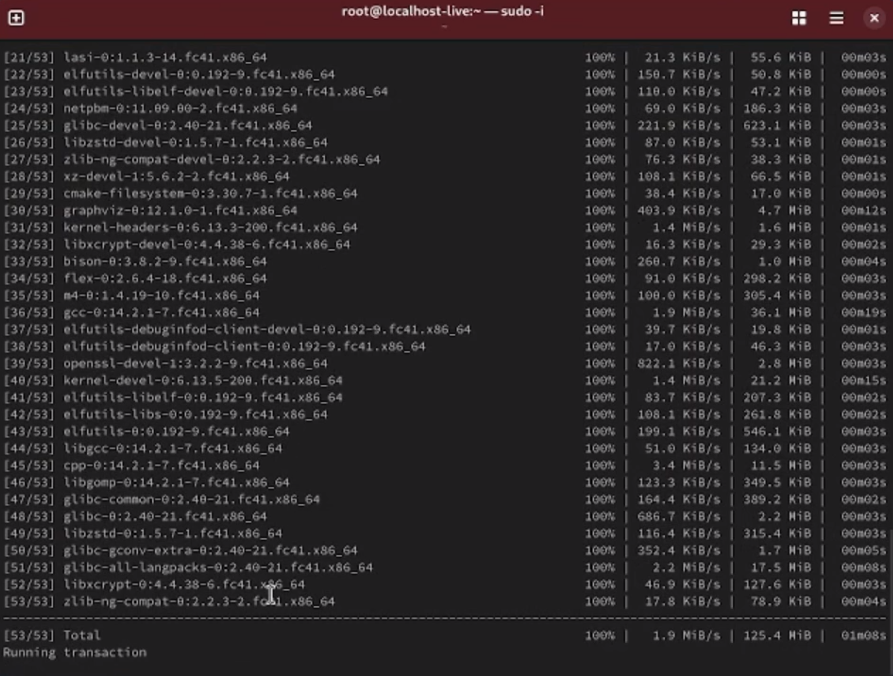 root@localhost-live:~ — sudo -i
~
[21/53] lasi-0:1.1.3-14.fc41.x86_64 100% | 21.3 KiB/s | 55.6 KiB | 00m03s
[22/53] elfutils-devel-0:0.192-9.fc41.x86_64 100% | 150.7 KiB/s | 50.8 KiB | 00m00s
[23/53] elfutils-libelf-devel-0:0.192-9.fc41.x86_64 100% | 110.0 KiB/s | 47.2 KiB | 00m00s
[24/53] netpbm-0:11.09.00-2.fc41.x86_64 100% | 69.0 KiB/s | 186.3 KiB | 00m03s
[25/53] glibc-devel-0:2.40-21.fc41.x86_64 100% | 221.9 KiB/s | 623.1 KiB | 00m03s
[26/53] libzstd-devel-0:1.5.7-1.fc41.x86_64 100% | 87.0 KiB/s | 53.1 KiB | 00m01s
[27/53] zlib-ng-compat-devel-0:2.2.3-2.fc41.x86_64 100% | 76.3 KiB/s | 38.3 KiB | 00m01s
[28/53] xz-devel-1:5.6.2-2.fc41.x86_64 100% | 108.1 KiB/s | 66.5 KiB | 00m01s
[29/53] cmake-filesystem-0:3.30.7-1.fc41.x86_64 100% | 38.4 KiB/s | 17.0 KiB | 00m00s
[30/53] graphviz-0:12.1.0-1.fc41.x86_64 100% | 403.9 KiB/s | 4.7 MiB | 00m12s
[31/53] kernel-headers-0:6.13.3-200.fc41.x86_64 100% | 1.4 MiB/s | 1.6 MiB | 00m01s
[32/53] libxcrypt-devel-0:4.4.38-6.fc41.x86_64 100% | 16.3 KiB/s | 29.3 KiB | 00m02s
[33/53] bison-0:3.8.2-9.fc41.x86_64 100% | 260.7 KiB/s | 1.0 MiB | 00m04s
[34/53] flex-0:2.6.4-18.fc41.x86_64 100% | 91.0 KiB/s | 298.2 KiB | 00m03s
[35/53] m4-0:1.4.19-10.fc41.x86_64 100% | 100.0 KiB/s | 305.4 KiB | 00m03s
[36/53] gcc-0:14.2.1-7.fc41.x86_64 100% | 1.9 MiB/s | 36.1 MiB | 00m19s
[37/53] elfutils-debuginfod-client-devel-0:0.192-9.fc41.x86_64 100% | 39.7 KiB/s | 19.8 KiB | 00m01s
[38/53] elfutils-debuginfod-client-0:0.192-9.fc41.x86_64 100% | 17.0 KiB/s | 46.3 KiB | 00m03s
[39/53] openssl-devel-1:3.2.2-9.fc41.x86_64 100% | 822.1 KiB/s | 2.8 MiB | 00m03s
[40/53] kernel-devel-0:6.13.5-200.fc41.x86_64 100% | 1.4 MiB/s | 21.2 MiB | 00m15s
[41/53] elfutils-libelf-0:0.192-9.fc41.x86_64 100% | 83.7 KiB/s | 207.3 KiB | 00m02s
[42/53] elfutils-libs-0:0.192-9.fc41.x86_64 100% | 108.1 KiB/s | 261.8 KiB | 00m02s
[43/53] elfutils-0:0.192-9.fc41.x86_64 100% | 199.1 KiB/s | 546.1 KiB | 00m03s
[44/53] libgcc-0:14.2.1-7.fc41.x86_64 100% | 51.0 KiB/s | 134.0 KiB | 00m03s
[45/53] cpp-0:14.2.1-7.fc41.x86_64 100% | 3.4 MiB/s | 11.5 MiB | 00m03s
[46/53] libgomp-0:14.2.1-7.fc41.x86_64 100% | 123.3 KiB/s | 349.5 KiB | 00m03s
[47/53] glibc-common-0:2.40-21.fc41.x86_64 100% | 164.4 KiB/s | 389.2 KiB | 00m02s
[48/53] glibc-0:2.40-21.fc41.x86_64 100% | 686.7 KiB/s | 2.2 MiB | 00m03s
[49/53] libzstd-0:1.5.7-1.fc41.x86_64 100% | 116.4 KiB/s | 315.4 KiB | 00m03s
[50/53] glibc-gconv-extra-0:2.40-21.fc41.x86_64 100% | 352.4 KiB/s | 1.7 MiB | 00m05s
[51/53] glibc-all-langpacks-0:2.40-21.fc41.x86_64 100% | 2.2 MiB/s | 17.5 MiB | 00m08s
[52/53] libxcrypt-0:4.4.38-6.fc41.x86_64 100% | 46.9 KiB/s | 127.6 KiB | 00m03s
[53/53] zlib-ng-compat-0:2.2.3-2.fc41.x86_64 100% | 17.8 KiB/s | 78.9 KiB | 00m04s
[53/53] Total 100% | 1.9 MiB/s | 125.4 MiB | 01m08s
Running transaction